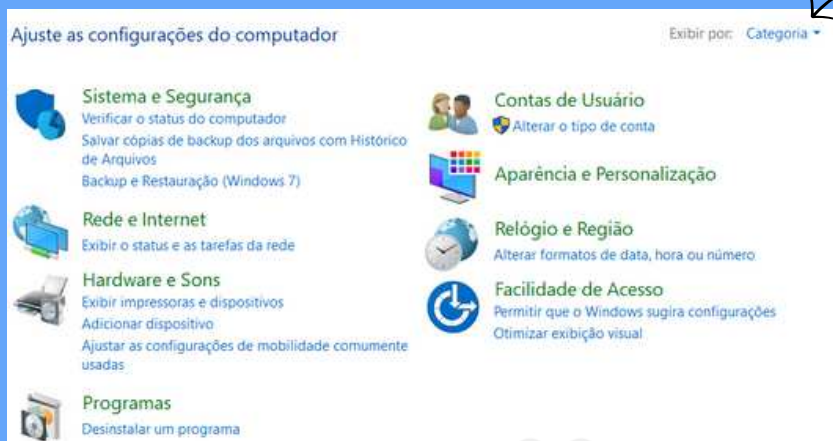 Ajuste as configurações do computador
Exibir por: Categoria
Sistema e Segurança
Verificar o status do computador
Salvar cópias de backup dos arquivos com Histórico
de Arquivos
Backup e Restauração (Windows 7)
Rede e Internet
Exibir o status e as tarefas da rede
Hardware e Sons
Exibir impressoras e dispositivos
Adicionar dispositivo
Ajustar as configurações de mobilidade comumente
usadas
Programas
Desinstalar um programa
Contas de Usuário
Alterar o tipo de conta
Aparência e Personalização
Relógio e Região
Alterar formatos de data, hora ou número
Facilidade de Acesso
Permitir que o Windows sugira configurações
Otimizar exibição visual